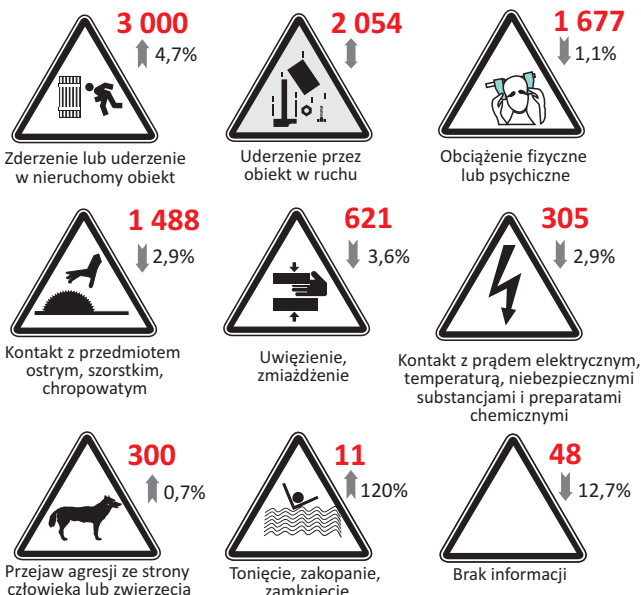 3 000
4,7%
Zderzenie lub uderzenie
w nieruchomy obiekt
2 054
Uderzenie przez
obiekt w ruchu
1 677
1,1%
Obciążenie fizyczne
lub psychiczne
1 488
2,9%
Kontakt z przedmiotem
ostrym, szorstkim,
chropowatym
621
3,6%
Uwięzienie,
zmiażdżenie
305
2,9%
Kontakt z prądem elektrycznym,
temperaturą, niebezpiecznymi
substancjami i preparatami
chemicznymi
300
0,7%
Przejaw agresji ze strony
człowieka lub zwierzęcia
11
120%
Tonięcie, zakopanie,
zamknięcie
48
12,7%
Brak informacji